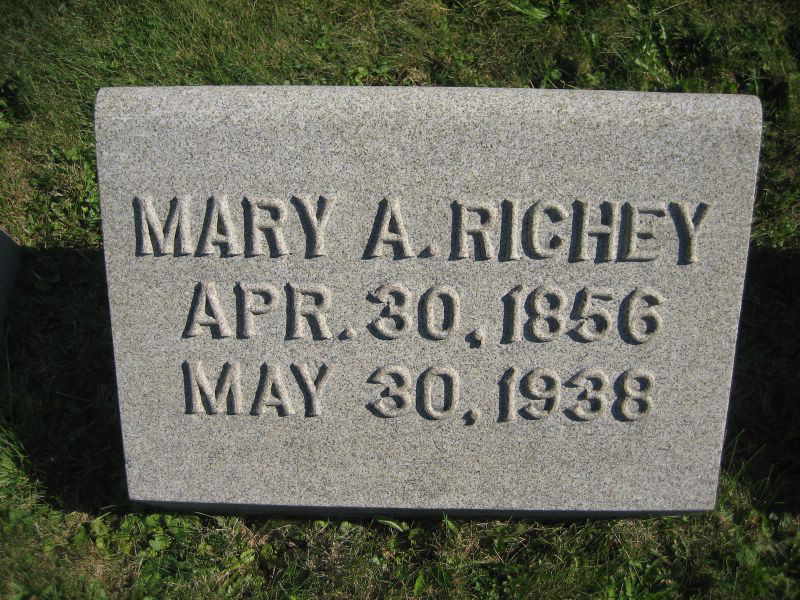 MARY A. RICHEY
APR. 30, 1856
MAY 30, 1938